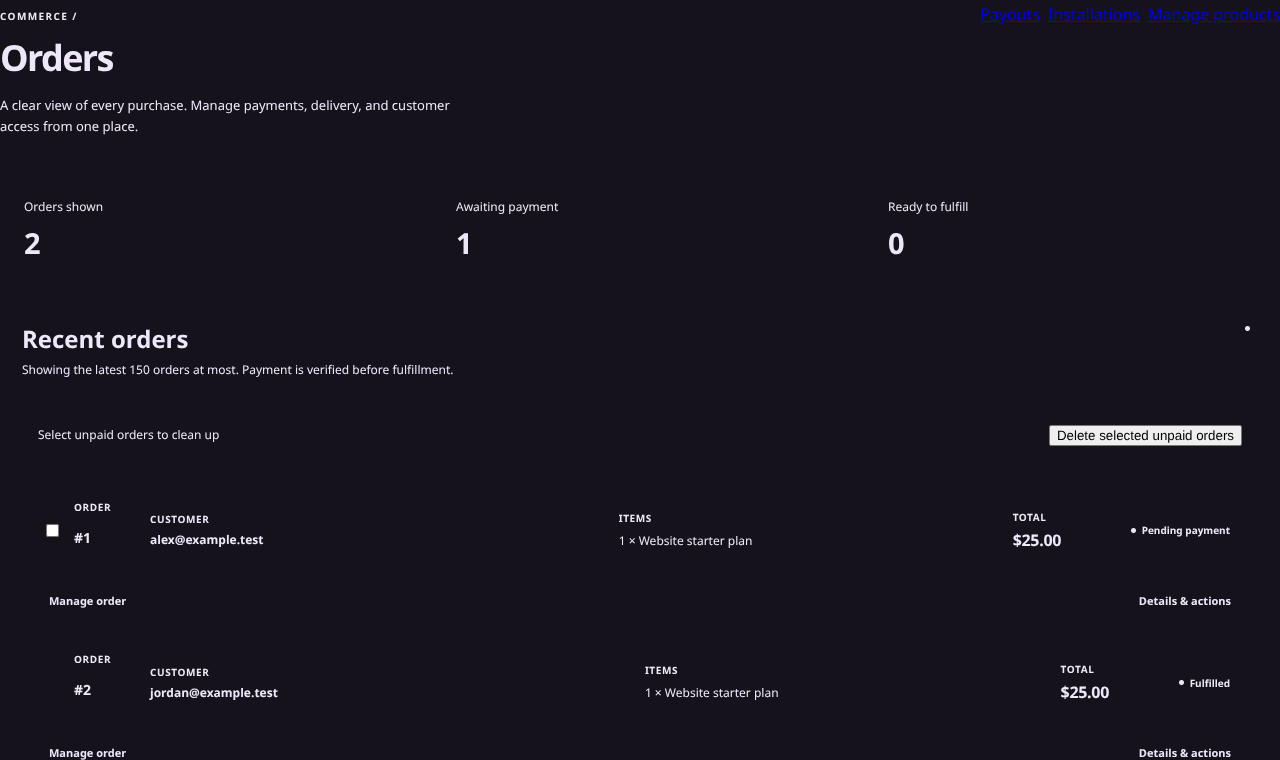 COMMERCE /
Payouts Installations Manage products
Orders
A clear view of every purchase. Manage payments, delivery, and customer
access from one place.
Orders shown
2
Awaiting payment
1
Ready to fulfill
0
Recent orders
Showing the latest 150 orders at most. Payment is verified before fulfillment.
Select unpaid orders to clean up
Delete selected unpaid orders
ORDER
#1
CUSTOMER
alex@example.test
ITEMS
1 × Website starter plan
TOTAL
$25.00
Pending payment
Manage order
Details & actions
ORDER
#2
CUSTOMER
jordan@example.test
ITEMS
1 × Website starter plan
TOTAL
$25.00
Fulfilled
Manage order
Details & actions